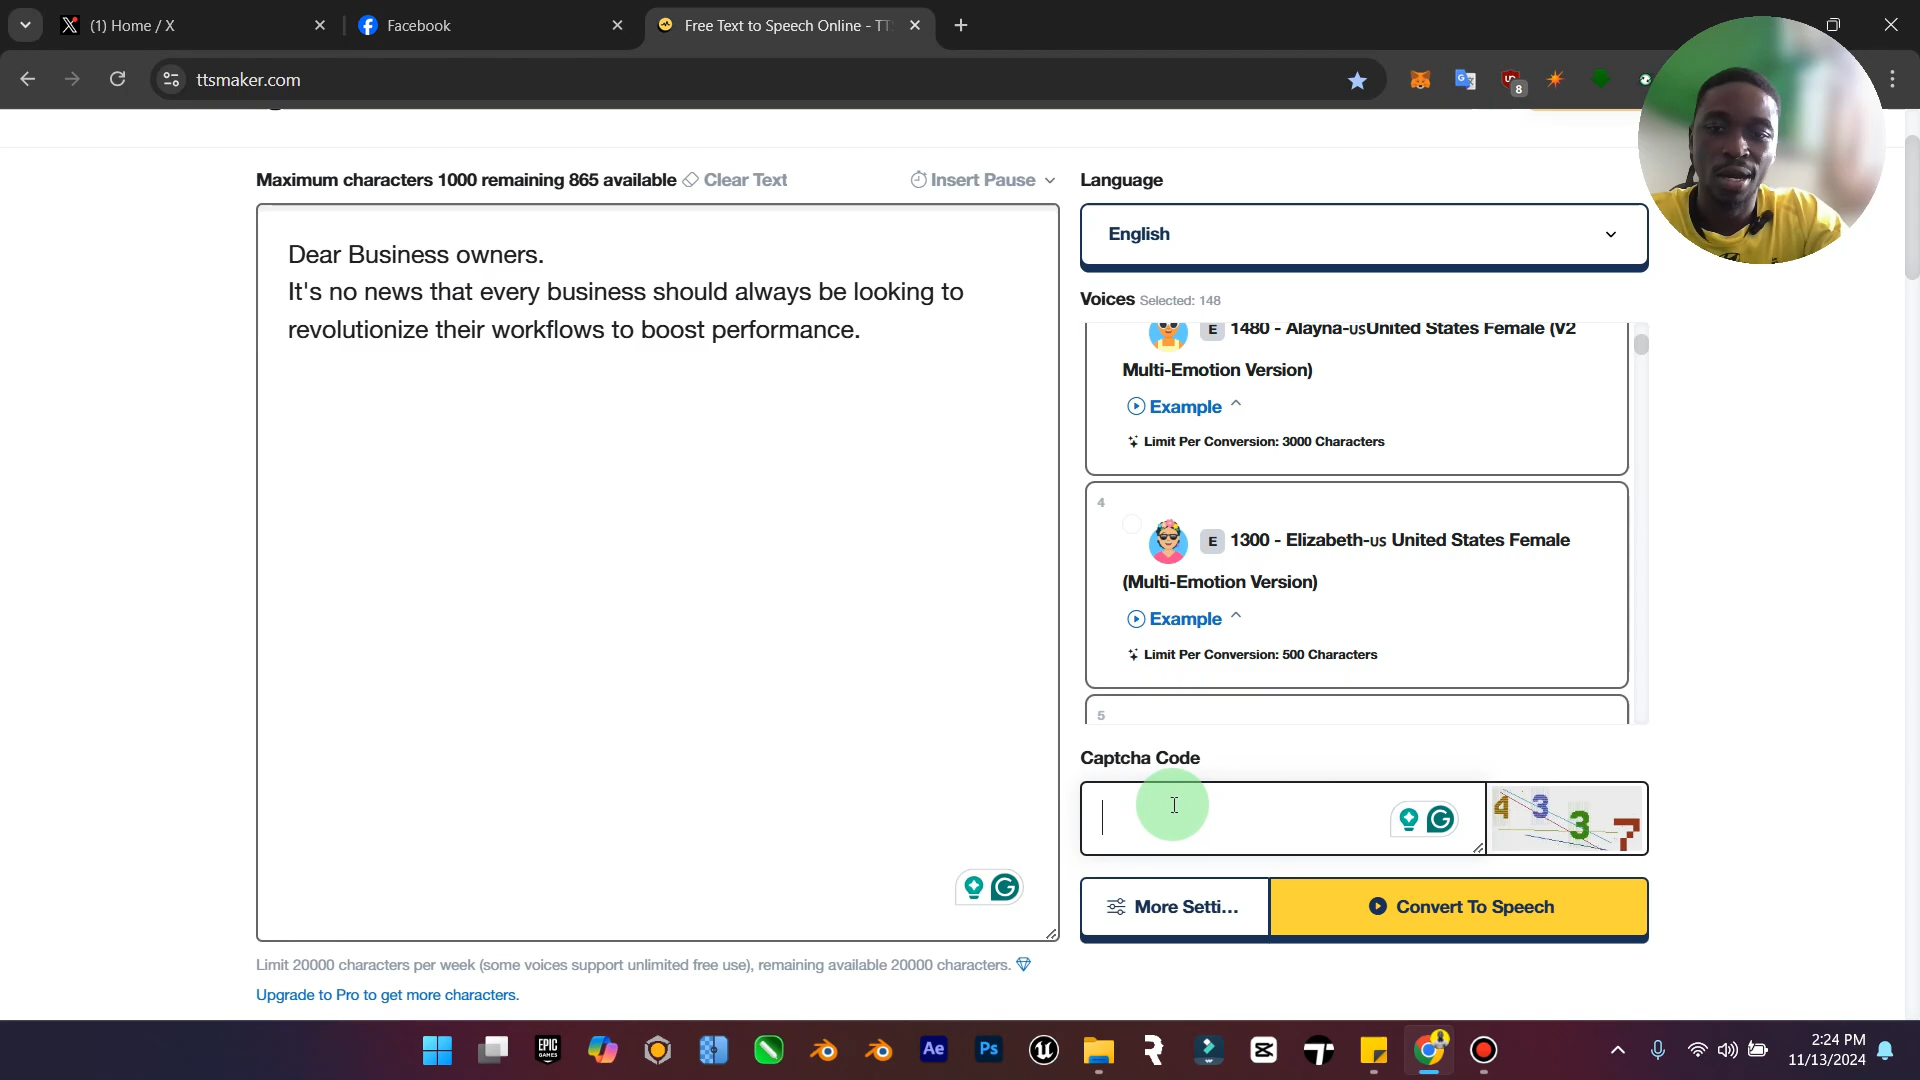 (1) Home / X
Facebook
Free Text to Speech Online - TT
ttsmaker.com
8
Maximum characters 1000 remaining 865 available
Clear Text
Insert Pause
Language
Dear Business owners.
It's no news that every business should always be looking to
revolutionize their workflows to boost performance.
English
Voices Selected: 148
E 1480 - Alayna-US United States Female (V2
Multi-Emotion Version)
Example
Limit Per Conversion: 3000 Characters
4
E 1300 - Elizabeth-US United States Female
(Multi-Emotion Version)
Example
Limit Per Conversion: 500 Characters
5
Captcha Code
4 3 3 7
More Setti...
Convert To Speech
Limit 20000 characters per week (some voices support unlimited free use), remaining available 20000 characters.
Upgrade to Pro to get more characters.
EPIC
GAMES
Ae
Ps
2:24 PM
11/13/2024